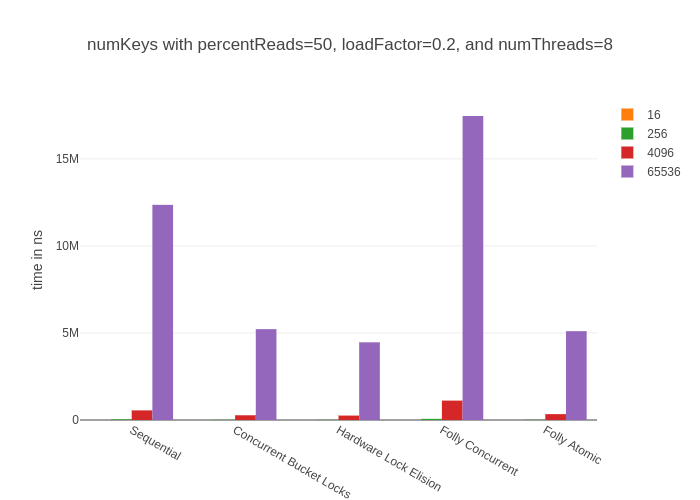 numKeys with percentReads=50, loadFactor=0.2, and numThreads=8
16
256
4096
65536
15M
10M
5M
0
time in ns
Sequential
Concurrent Bucket Locks
Hardware Lock Elision
Folly Concurrent
Folly Atomic